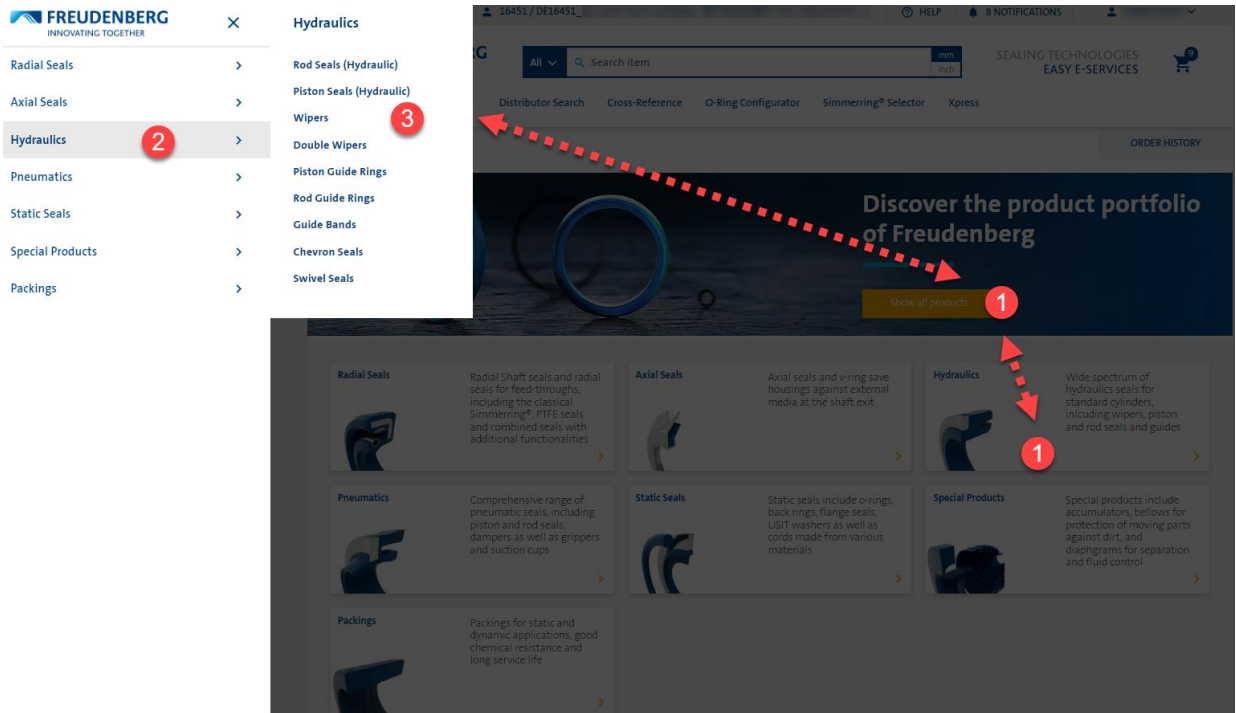 FREUDENBERG
INNOVATING TOGETHER
Radial Seals
Axial Seals
Hydraulics
2
Pneumatics
Static Seals
Special Products
Packings
Hydraulics
Rod Seals (Hydraulic)
Piston Seals (Hydraulic)
Wipers
3
Double Wipers
Piston Guide Rings
Rod Guide Rings
Guide Bands
Chevron Seals
Swivel Seals
16451 / DE16451_
HELP
8 NOTIFICATIONS
G
All
Search item
mm
inch
SEALING TECHNOLOGIES
EASY E-SERVICES
9
Distributor Search Cross-Reference O-Ring Configurator Simmerring® Selector Xpress
ORDER HISTORY
Discover the product portfolio
of Freudenberg
Show all products
1
Radial Seals
Radial Shaft seals and radial
seals for feed-throughs,
including the classical
Simmerring®, PTFE seals
and combined seals with
additional functionalities
Axial Seals
Axial seals and v-ring save
housings against external
media at the shaft exit
Hydraulics
Wide spectrum of
hydraulics seals for
standard cylinders,
inlcuding wipers, piston
and rod seals and guides
1
Pneumatics
Comprehensive range of
pneumatic seals, including
piston and rod seals,
dampers as well as grippers
and suction cups
Static Seals
Static seals include o-rings,
back rings, flange seals,
USIT washers as well as
cords made from various
materials
Special Products
Special products include
accumulators, bellows for
protection of moving parts
against dirt, and
diaphgrams for separation
and fluid control
Packings
Packings for static and
dynamic applications, good
chemical resistance and
long service life